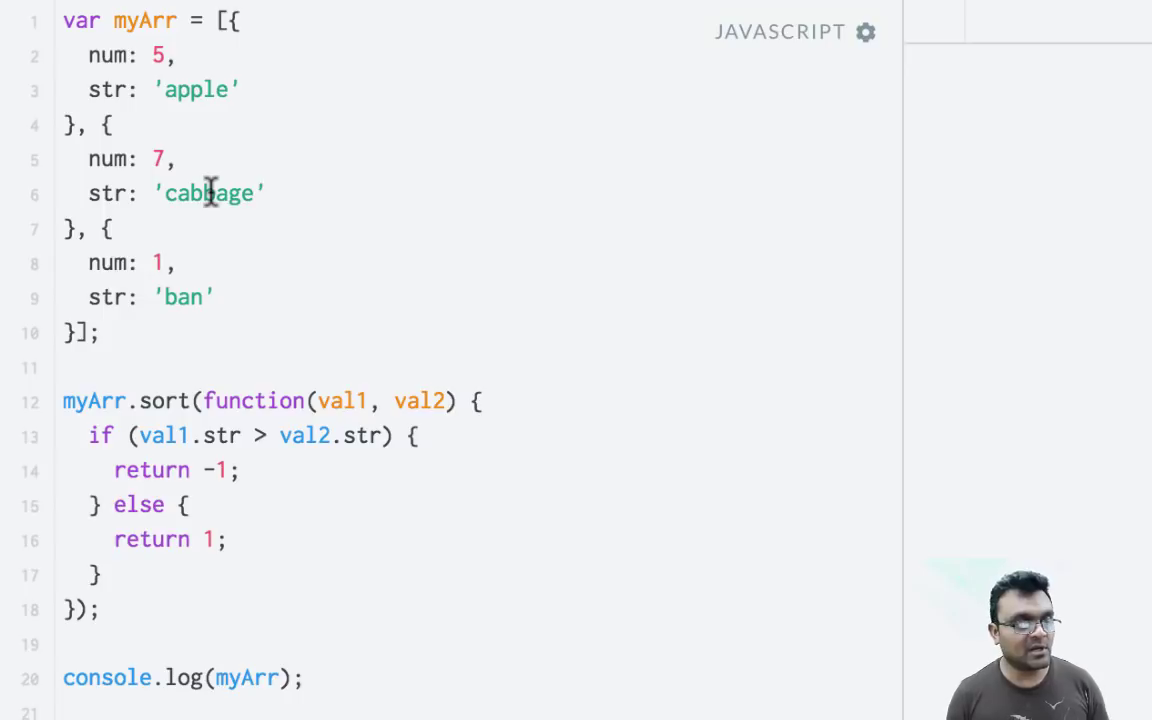 JAVASCRIPT
1 var myArr = [{
2 num: 5,
3 str: 'apple'
4 }, {
5 num: 7,
6 str: 'cabbage'
7 }, {
8 num: 1,
9 str: 'ban'
10 }];
11
12 myArr.sort(function(val1, val2) {
13 if (val1.str > val2.str) {
14 return -1;
15 } else {
16 return 1;
17 }
18 });
19
20 console.log(myArr);
21